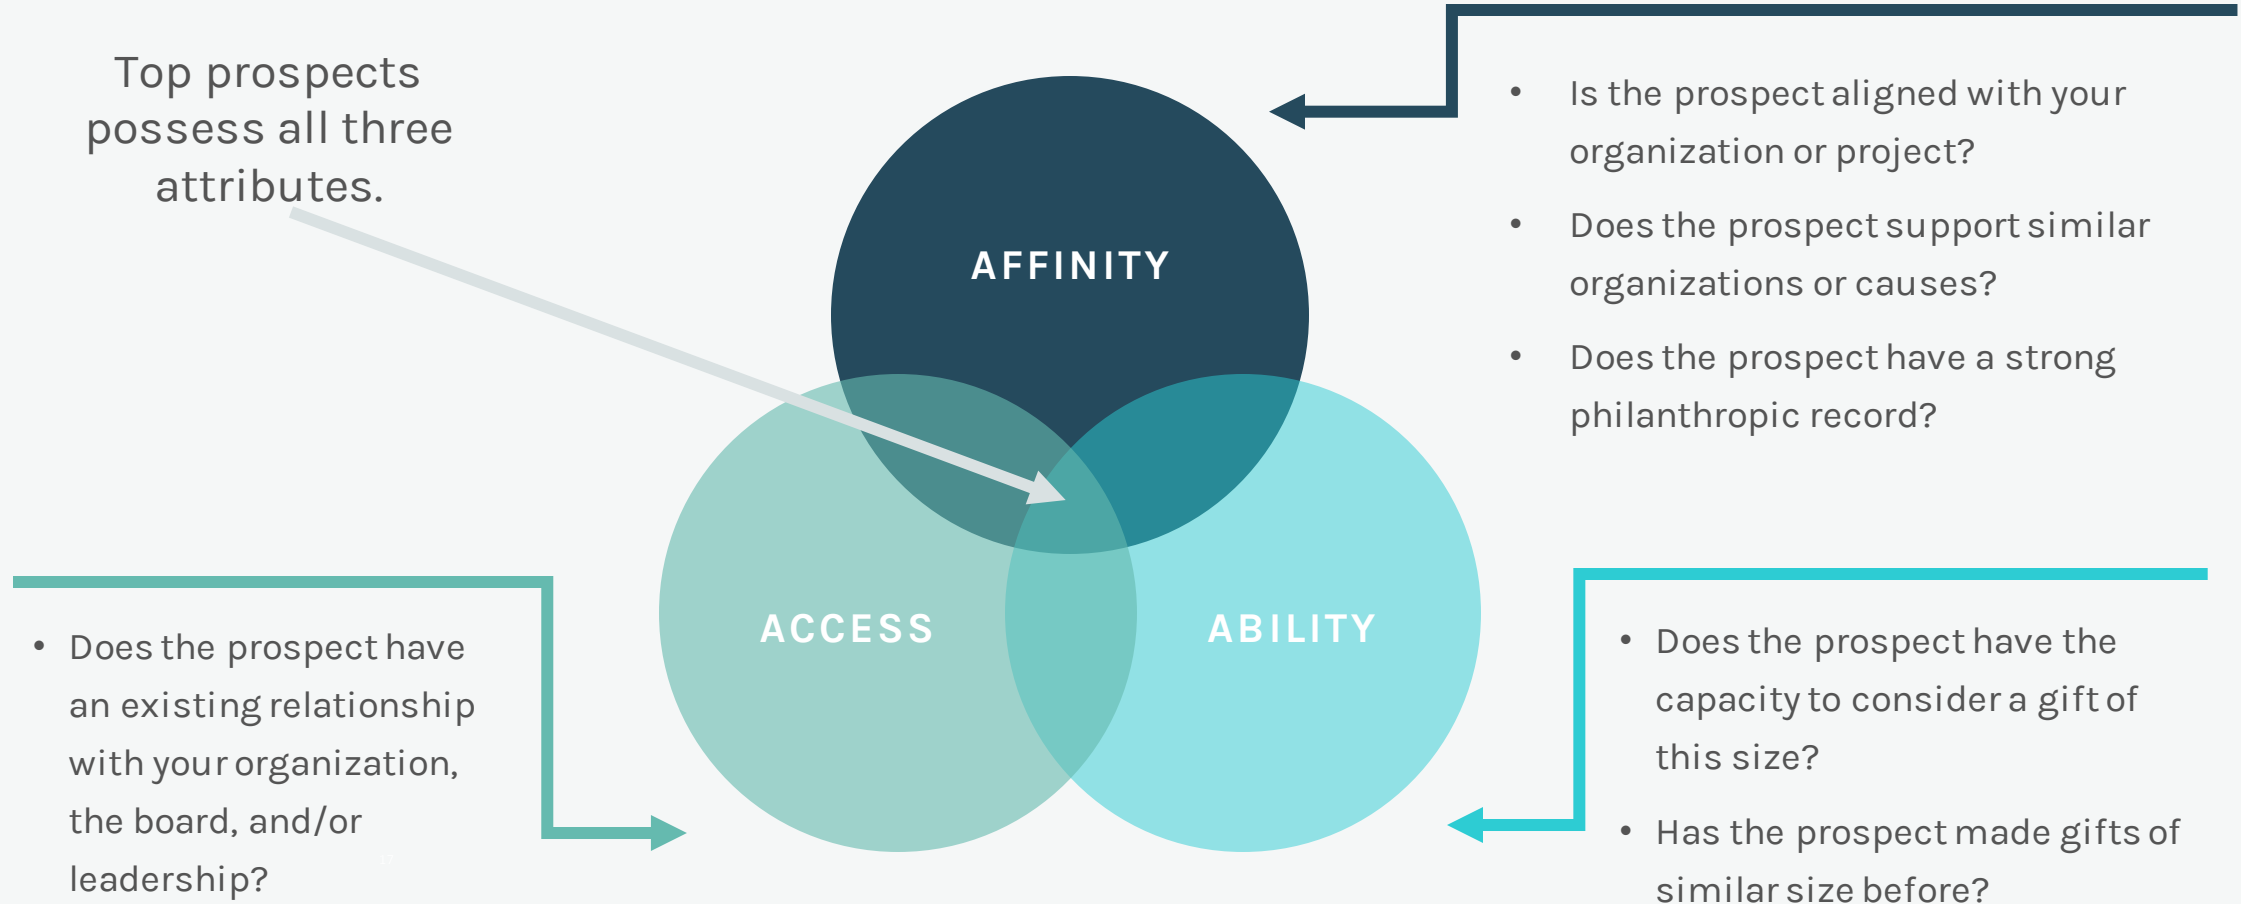 Top prospects
possess all three
attributes.
AFFINITY
• Is the prospect aligned with your
organization or project?
• Does the prospect support similar
organizations or causes?
• Does the prospect have a strong
philanthropic record?
ACCESS
• Does the prospect have
an existing relationship
with your organization,
the board, and/or
leadership?
17
ABILITY
• Does the prospect have the
capacity to consider a gift of
this size?
• Has the prospect made gifts of
similar size before?